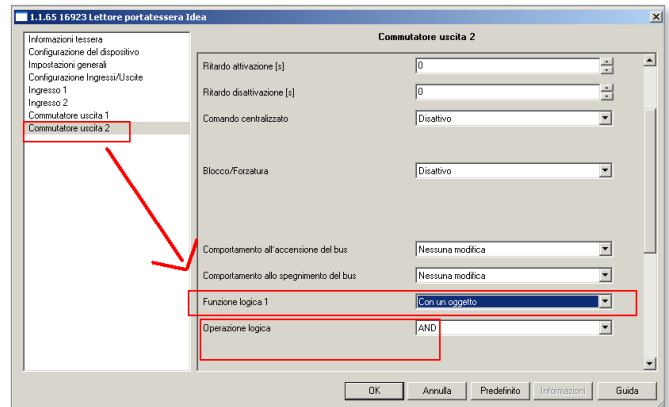 1.1.65 16923 Lettore portatessera Idea
Informazioni tessera
Configurazione del dispositivo
Impostazioni generali
Configurazione Ingressi/Uscite
Ingresso 1
Ingresso 2
Commutatore uscita 1
Commutatore uscita 2
Commutatore uscita 2
Ritardo attivazione [s] 0
Ritardo disattivazione [s] 0
Comando centralizzato Disattivo
Blocco/Forzatura Disattivo
Comportamento all'accensione del bus Nessuna modifica
Comportamento allo spegnimento del bus Nessuna modifica
Funzione logica 1 Con un oggetto
Operazione logica AND
OK Annulla Predefinito Informazioni Guida